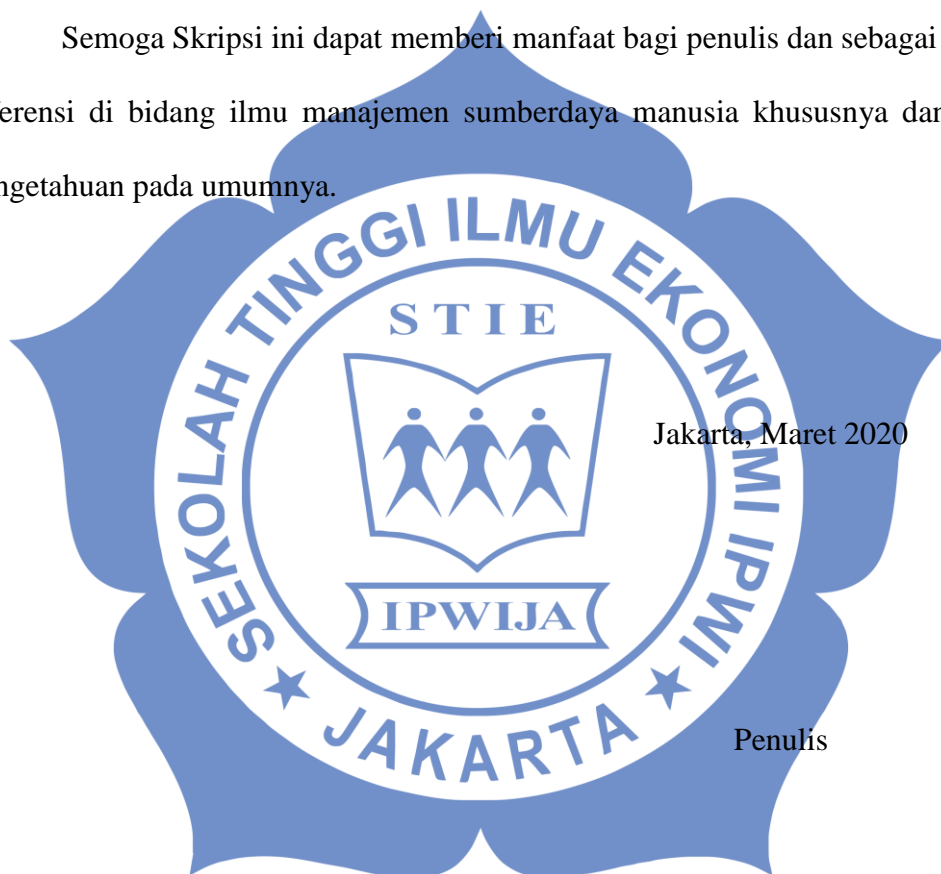 Semoga Skripsi ini dapat memberi manfaat bagi penulis dan sebagai
ferensi di bidang ilmu manajemen sumberdaya manusia khususnya dan
ngetahuan pada umumnya.
SEKOLAH TINGGI ILMU EKONOMI IPWI
STIE
Jakarta, Maret 2020
IPWIJA
JAKARTA
Penulis